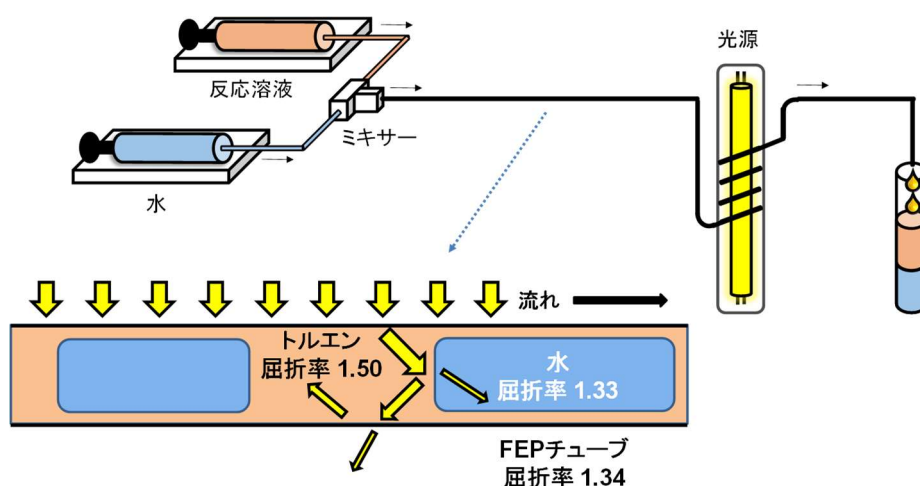 反応溶液
ミキサー
水
光源
流れ
トルエン
屈折率 1.50
水
屈折率 1.33
FEPチューブ
屈折率 1.34